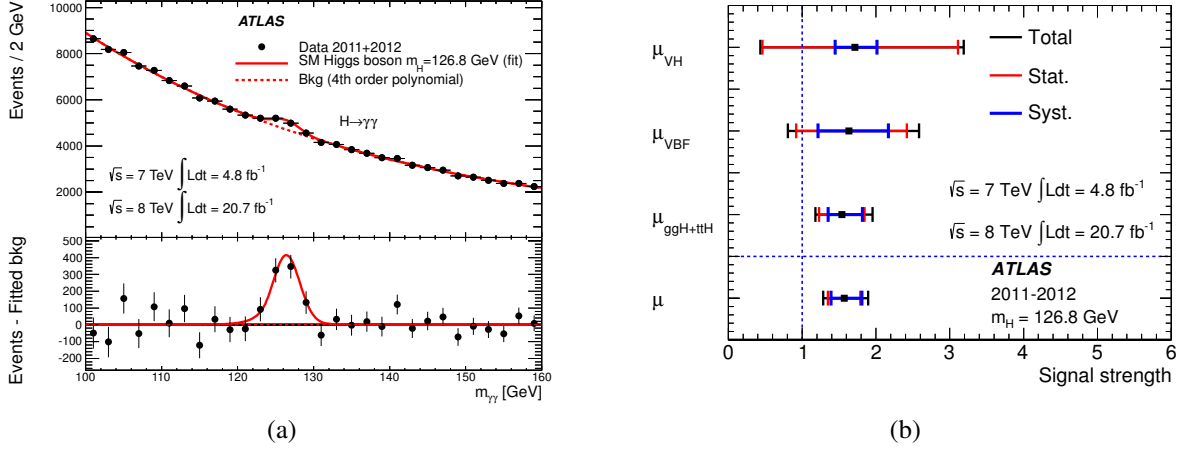 Events / 2 GeV
10000
8000
6000
4000
2000
ATLAS
Data 2011+2012
SM Higgs boson m_H=126.8 GeV (fit)
Bkg (4th order polynomial)
H→γγ
√s = 7 TeV ∫Ldt = 4.8 fb⁻¹
√s = 8 TeV ∫Ldt = 20.7 fb⁻¹
Events - Fitted bkg
500
400
300
200
100
0
-100
-200
100 110 120 130 140 150 160
m_γγ [GeV]
(a)
μ_VH
μ_VBF
μ_ggH+ttH
μ
Total
Stat.
Syst.
√s = 7 TeV ∫Ldt = 4.8 fb⁻¹
√s = 8 TeV ∫Ldt = 20.7 fb⁻¹
ATLAS
2011-2012
m_H = 126.8 GeV
0 1 2 3 4 5 6
Signal strength
(b)